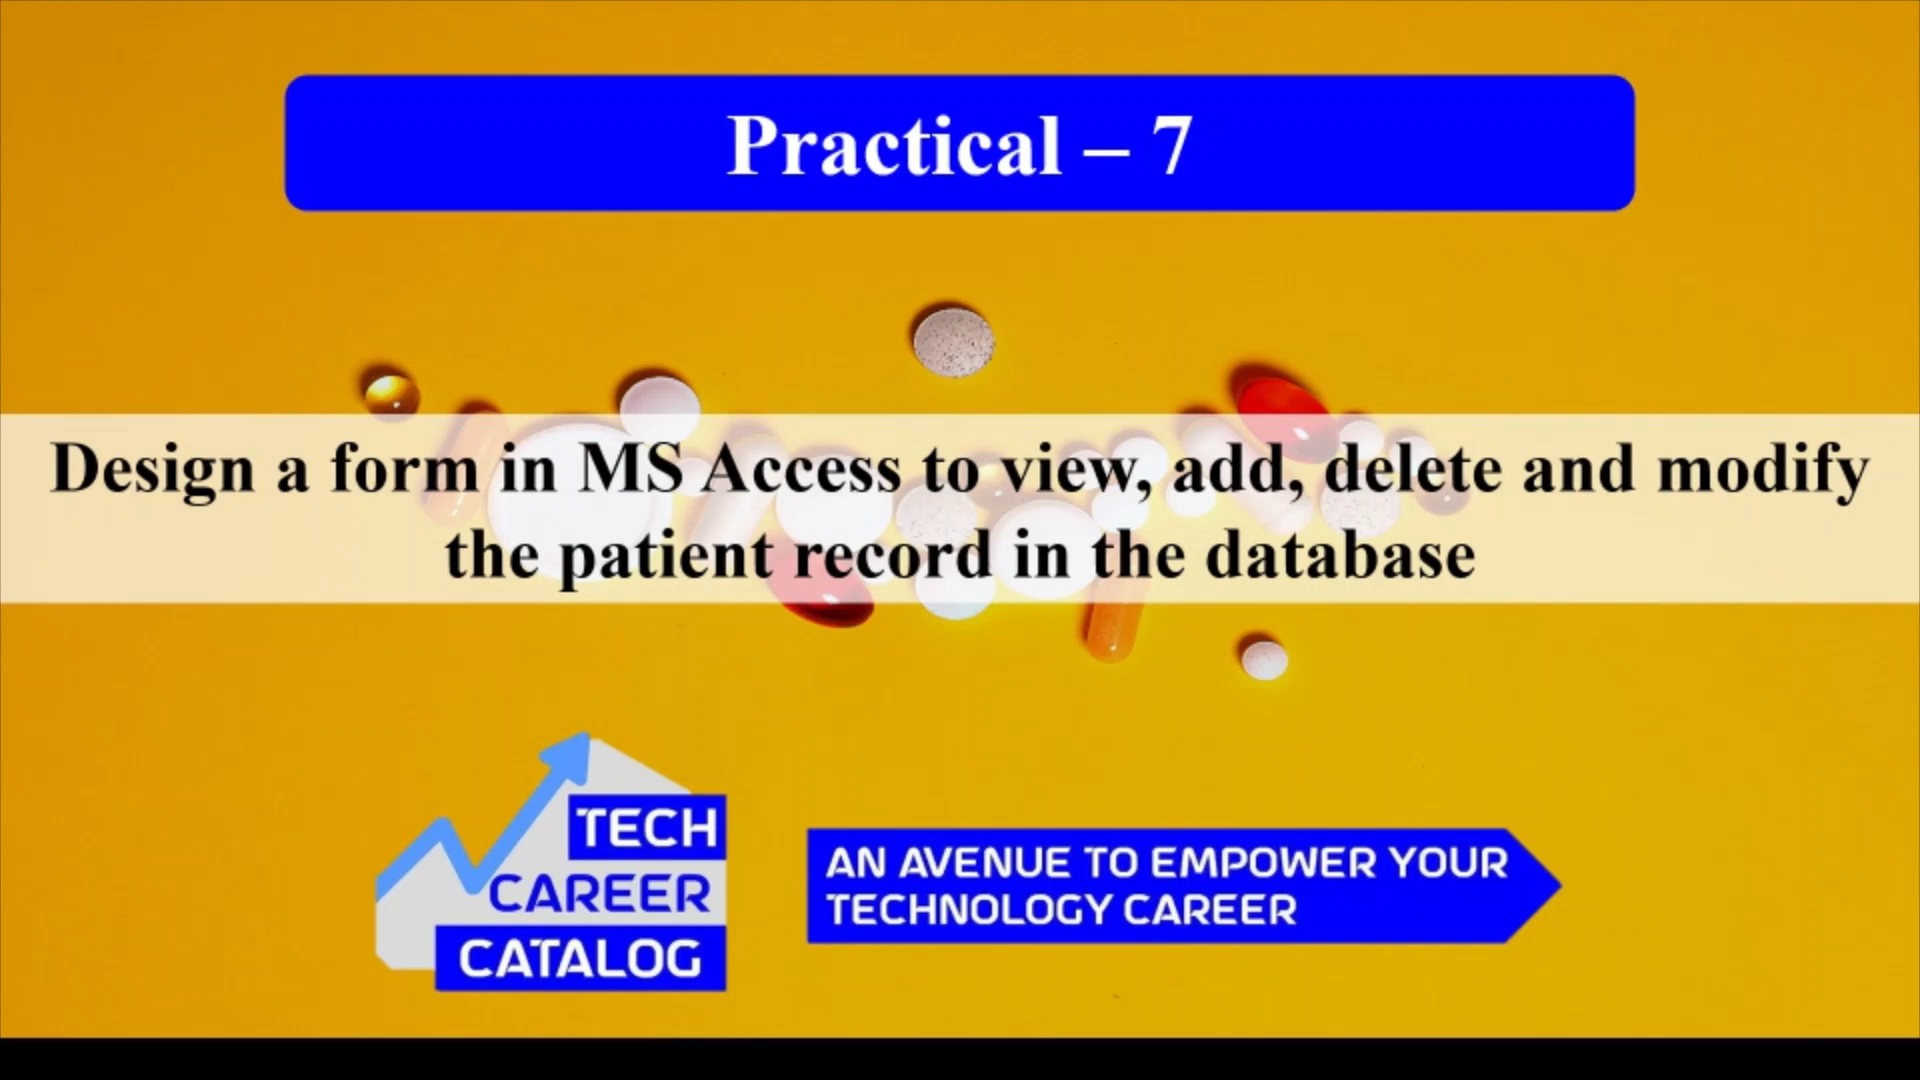 Practical – 7
Design a form in MS Access to view, add, delete and modify
the patient record in the database
TECH
CAREER
CATALOG
AN AVENUE TO EMPOWER YOUR
TECHNOLOGY CAREER